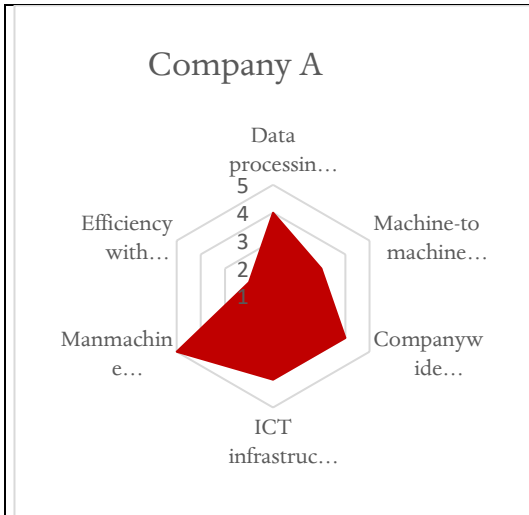 Company A
Data
processin...
5
4
3
2
1
Efficiency
with...
Machine-to
machine...
Manmachin
e...
Companyw
ide...
ICT
infrastruc...